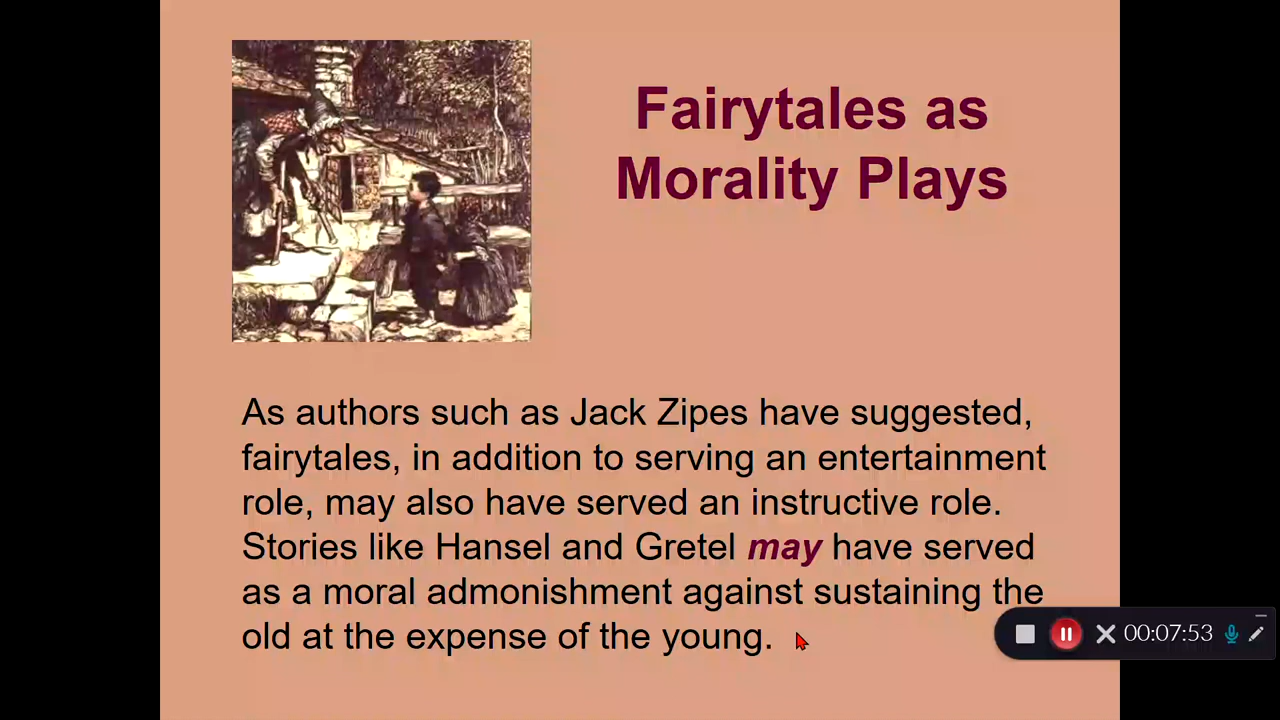 Fairytales as
Morality Plays
As authors such as Jack Zipes have suggested,
fairytales, in addition to serving an entertainment
role, may also have served an instructive role.
Stories like Hansel and Gretel may have served
as a moral admonishment against sustaining the
old at the expense of the young.
00:07:53